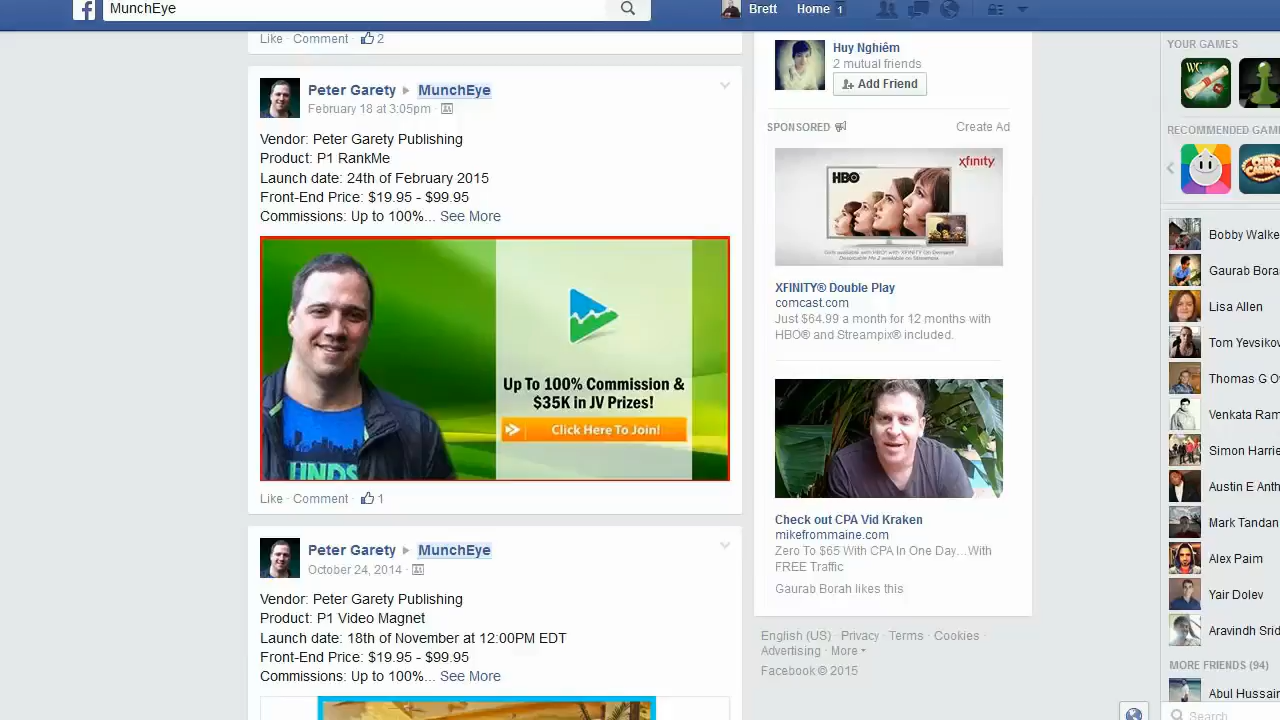 MunchEye
Brett
Home 1
Like · Comment · 2
Peter Garety ▸ MunchEye
February 18 at 3:05pm ·
Vendor: Peter Garety Publishing
Product: P1 RankMe
Launch date: 24th of February 2015
Front-End Price: $19.95 - $99.95
Commissions: Up to 100%... See More
UNDS
Up To 100% Commission &
$35K in JV Prizes!
Click Here To Join!
Like · Comment · 1
Peter Garety ▸ MunchEye
October 24, 2014 ·
Vendor: Peter Garety Publishing
Product: P1 Video Magnet
Launch date: 18th of November at 12:00PM EDT
Front-End Price: $19.95 - $99.95
Commissions: Up to 100%... See More
Huy Nghiêm
2 mutual friends
Add Friend
SPONSORED
Create Ad
xfinity
HBO
XFINITY® Double Play
comcast.com
Just $64.99 a month for 12 months with
HBO® and Streampix® included.
Check out CPA Vid Kraken
mikefrommaine.com
Zero To $65 With CPA In One Day...With
FREE Traffic
Gaurab Borah likes this
English (US) · Privacy · Terms · Cookies ·
Advertising · More
Facebook © 2015
YOUR GAMES
RECOMMENDED GAM
Bobby Walke
Gaurab Bora
Lisa Allen
Tom Yevsikov
Thomas G O
Venkata Ram
Simon Harrie
Austin E Anth
Mark Tandan
Alex Paim
Yair Dolev
Aravindh Srid
MORE FRIENDS (94)
Abul Hussain
Search